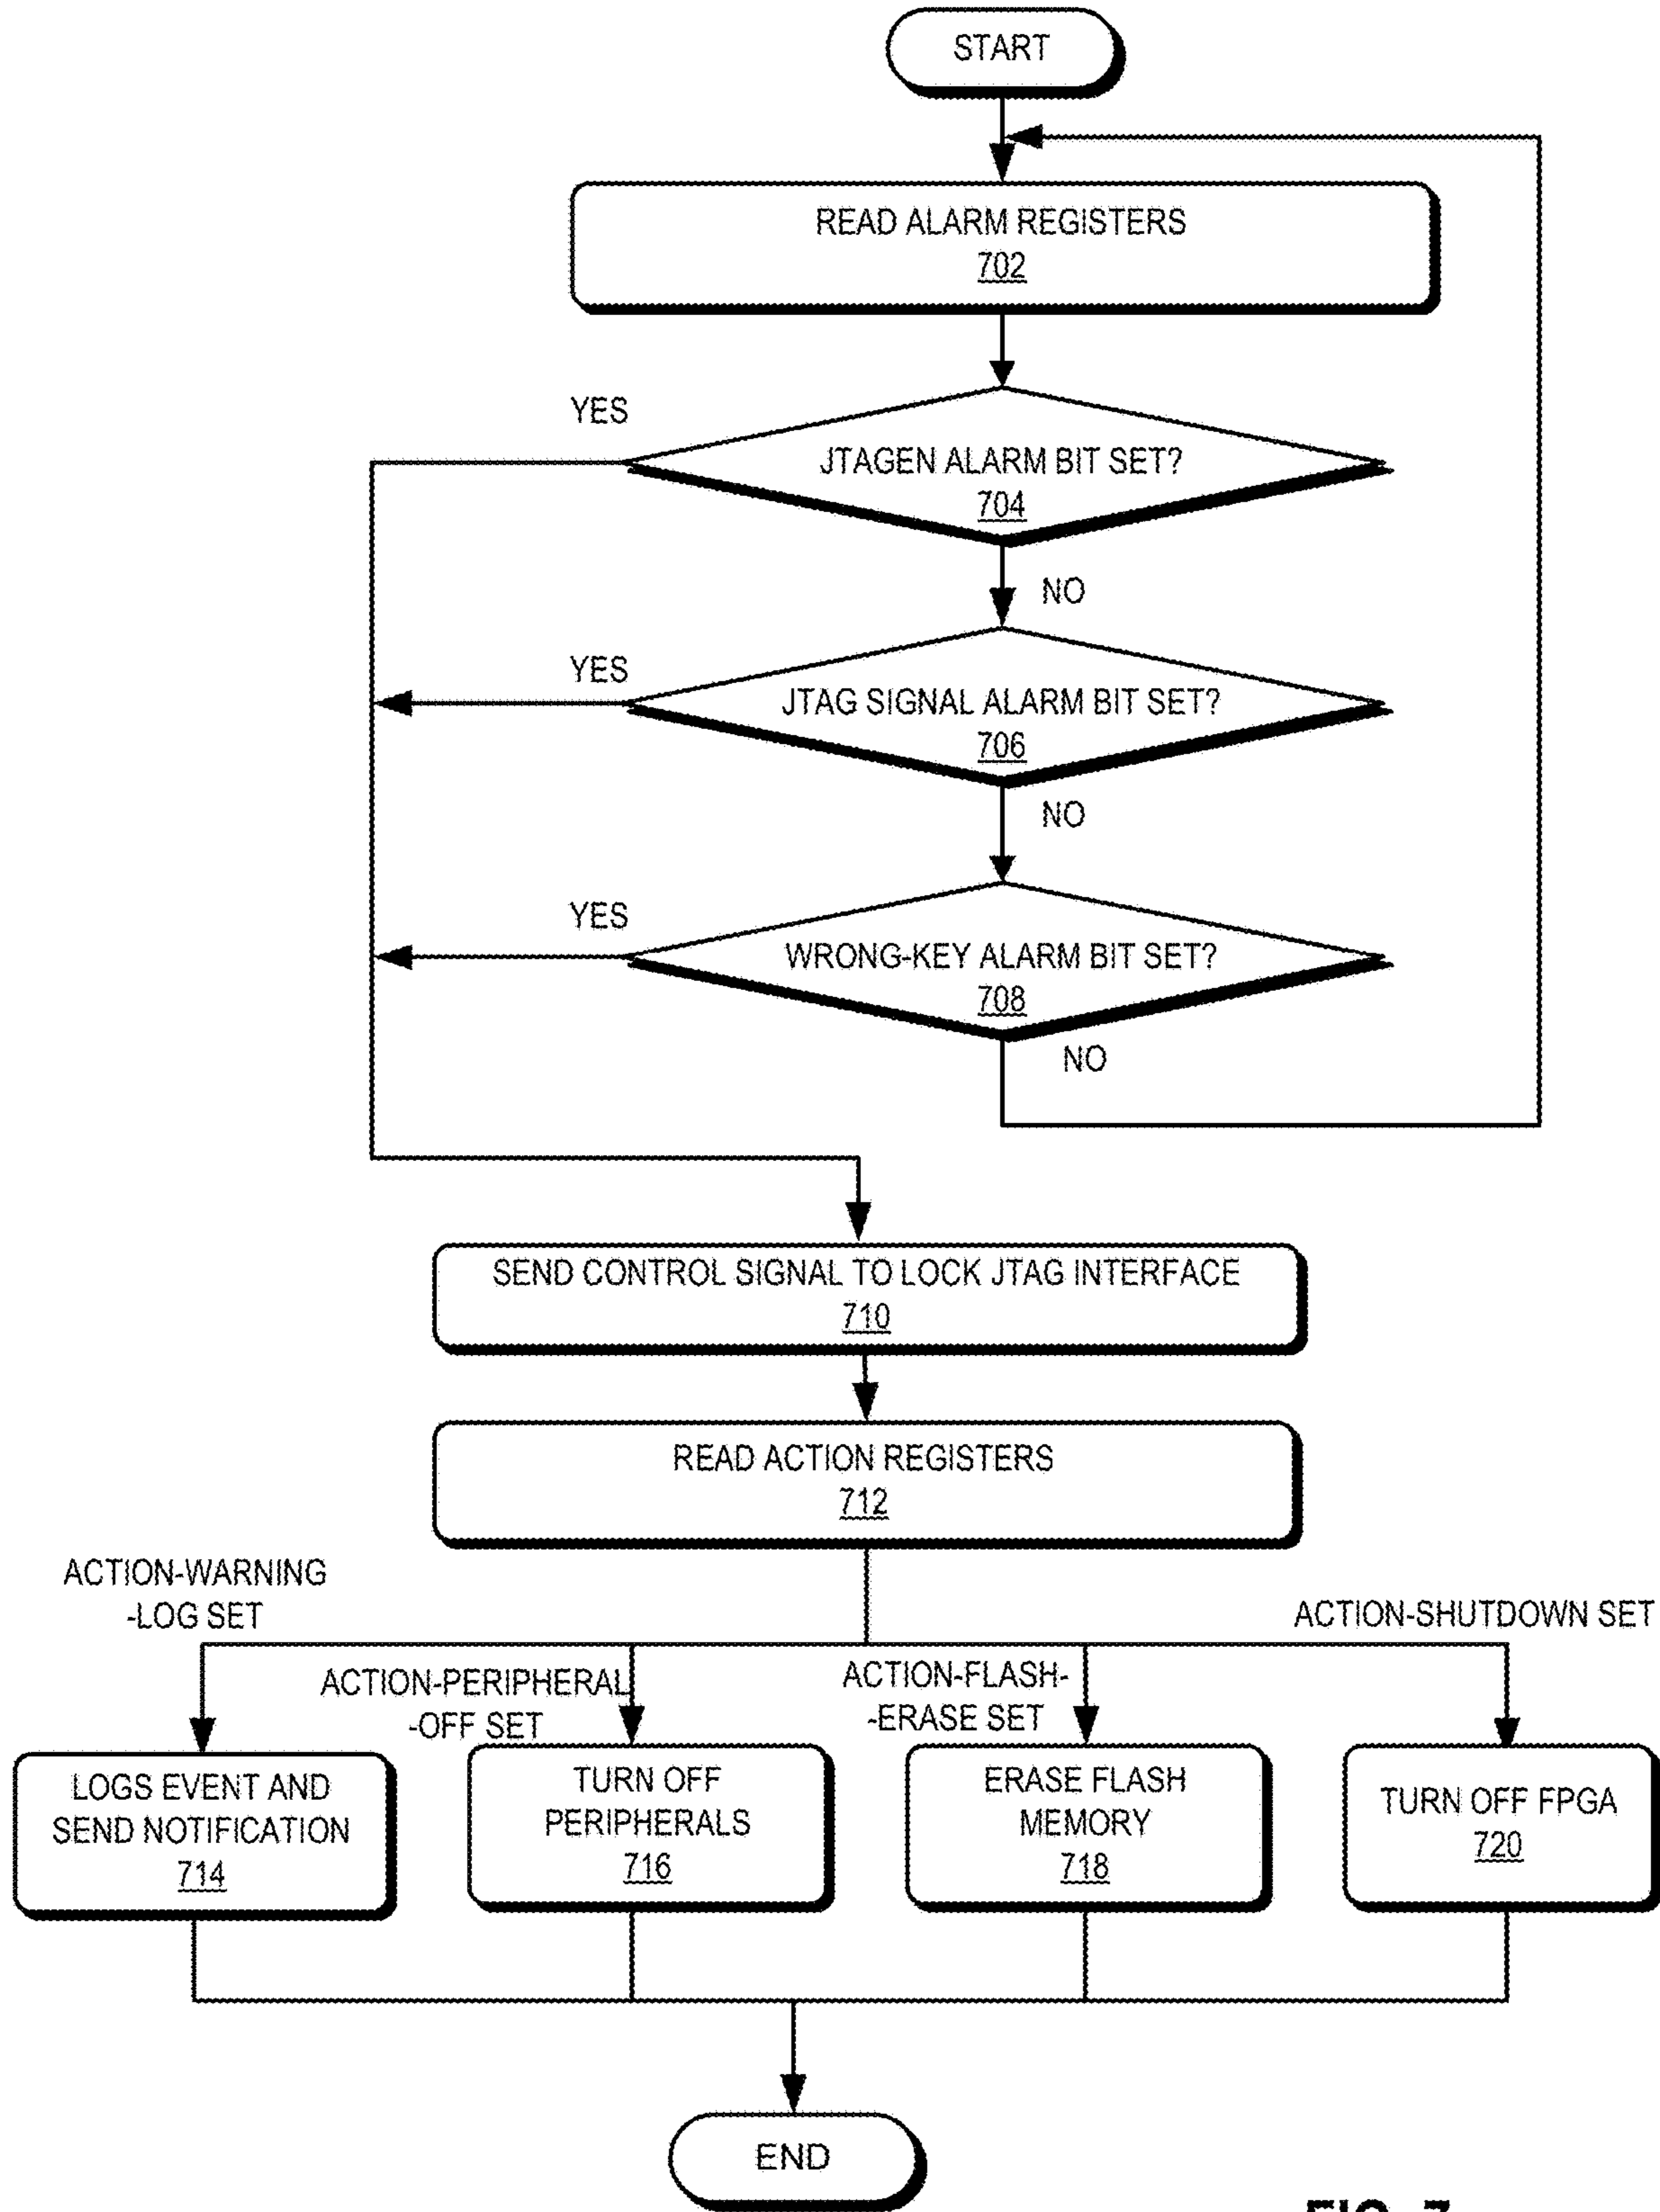 START
READ ALARM REGISTERS
702
YES
JTAGEN ALARM BIT SET?
704
NO
YES
JTAG SIGNAL ALARM BIT SET?
706
NO
YES
WRONG-KEY ALARM BIT SET?
708
NO
SEND CONTROL SIGNAL TO LOCK JTAG INTERFACE
710
READ ACTION REGISTERS
712
ACTION-WARNING
-LOG SET
ACTION-PERIPHERAL
-OFF SET
ACTION-FLASH-
-ERASE SET
ACTION-SHUTDOWN SET
LOGS EVENT AND
SEND NOTIFICATION
714
TURN OFF
PERIPHERALS
716
ERASE FLASH
MEMORY
718
TURN OFF FPGA
720
END